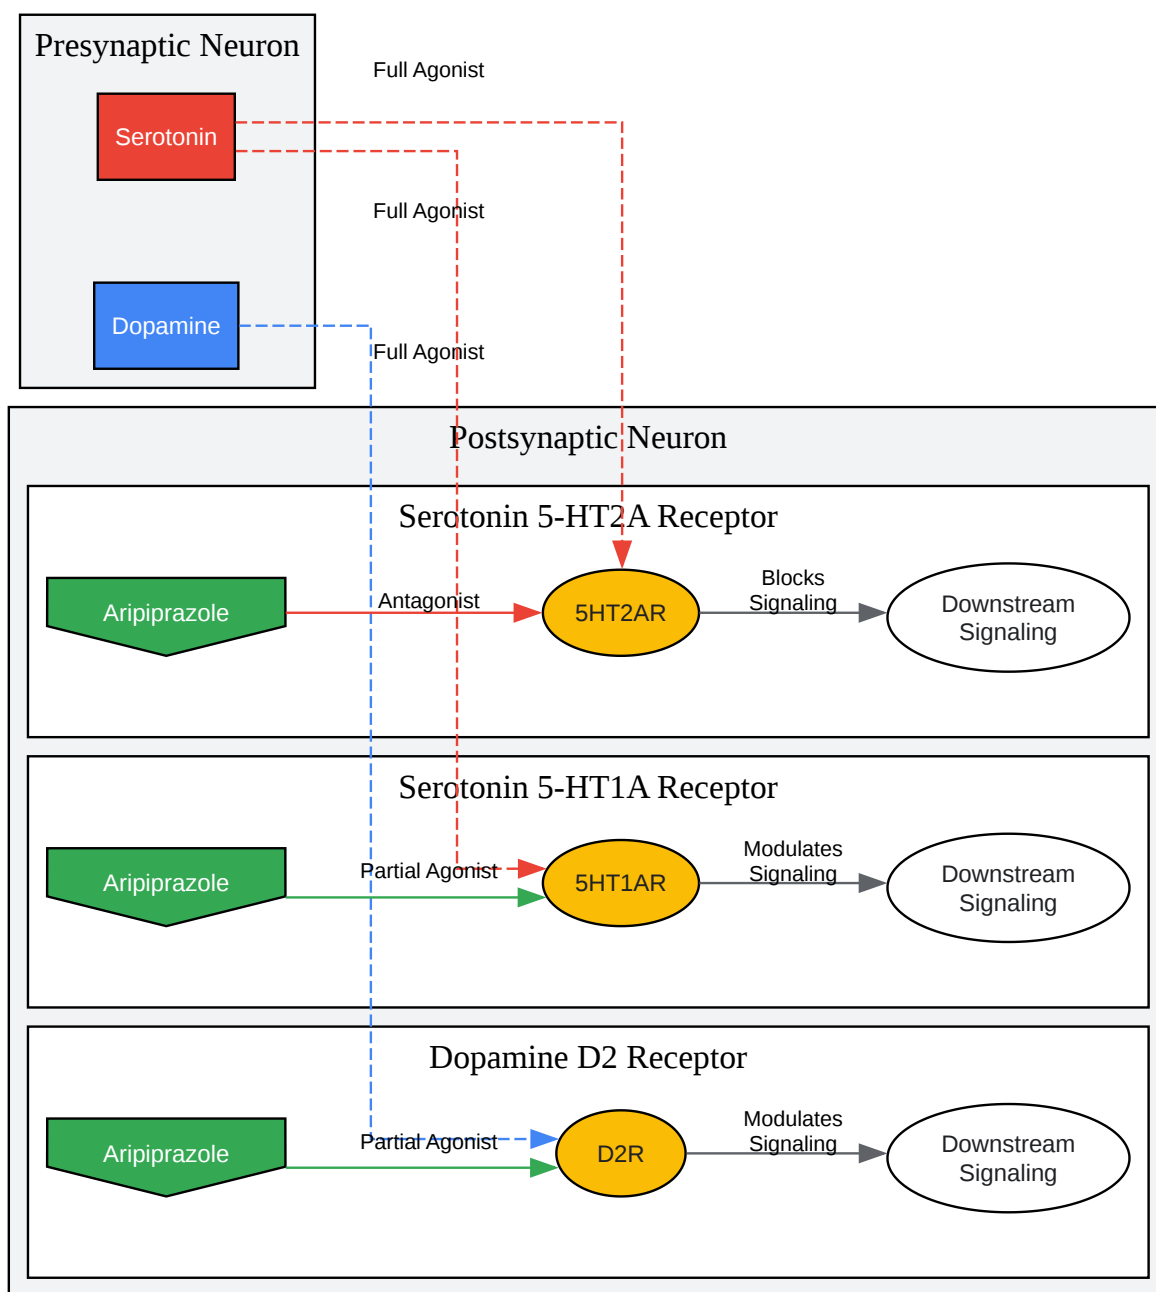 Presynaptic Neuron
Full Agonist
Serotonin
Full Agonist
Dopamine
Full Agonist
Postsynaptic Neuron
Serotonin 5-HT2A Receptor
Aripiprazole
Antagonist
5HT2AR
Blocks
Signaling
Downstream
Signaling
Serotonin 5-HT1A Receptor
Aripiprazole
Partial Agonist
5HT1AR
Modulates
Signaling
Downstream
Signaling
Dopamine D2 Receptor
Aripiprazole
Partial Agonist
D2R
Modulates
Signaling
Downstream
Signaling